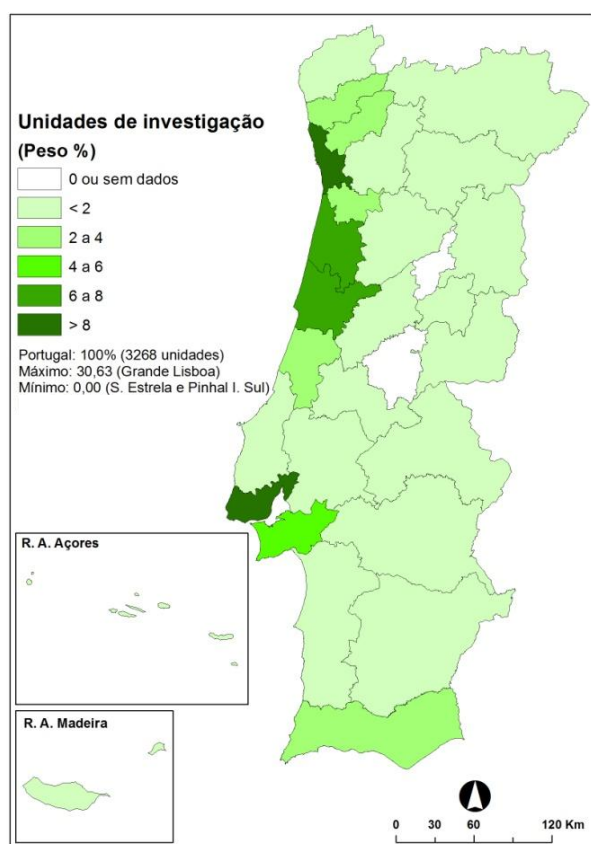 Unidades de investigação
(Peso %)
0 ou sem dados
< 2
2 a 4
4 a 6
6 a 8
> 8
Portugal: 100% (3268 unidades)
Máximo: 30,63 (Grande Lisboa)
Mínimo: 0,00 (S. Estrela e Pinhal I. Sul)
R. A. Açores
R. A. Madeira
0 30 60 120 Km